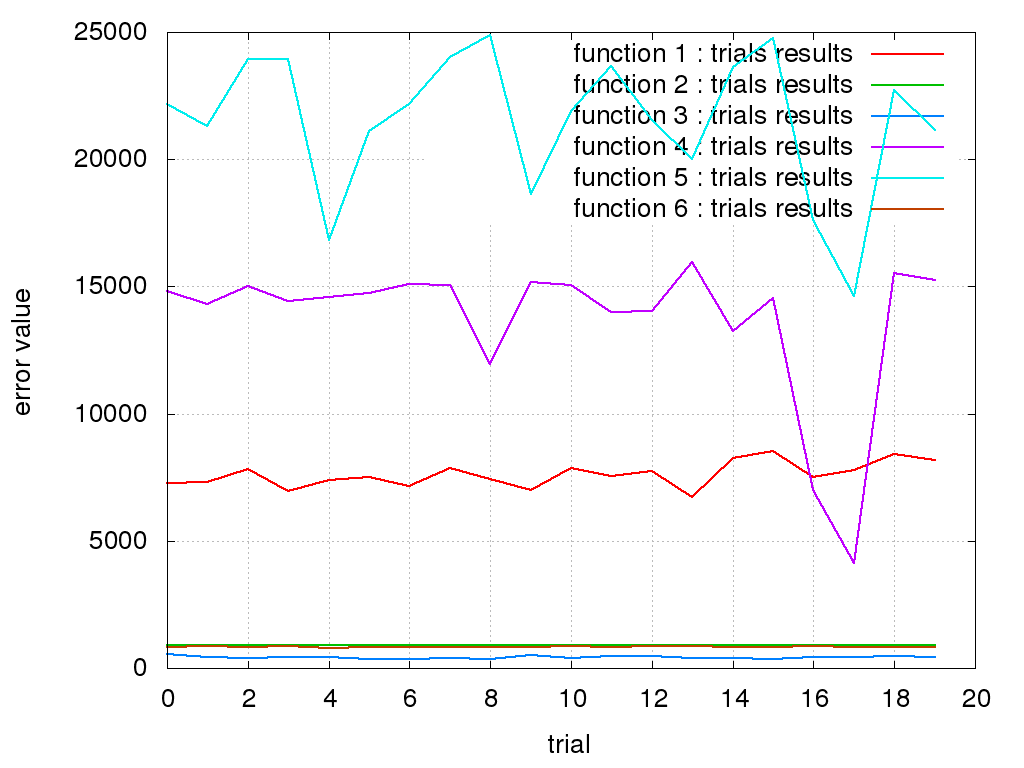 25000
20000
15000
10000
5000
0
error value
function 1 : trials results
function 2 : trials results
function 3 : trials results
function 4 : trials results
function 5 : trials results
function 6 : trials results
0 2 4 6 8 10 12 14 16 18 20
trial